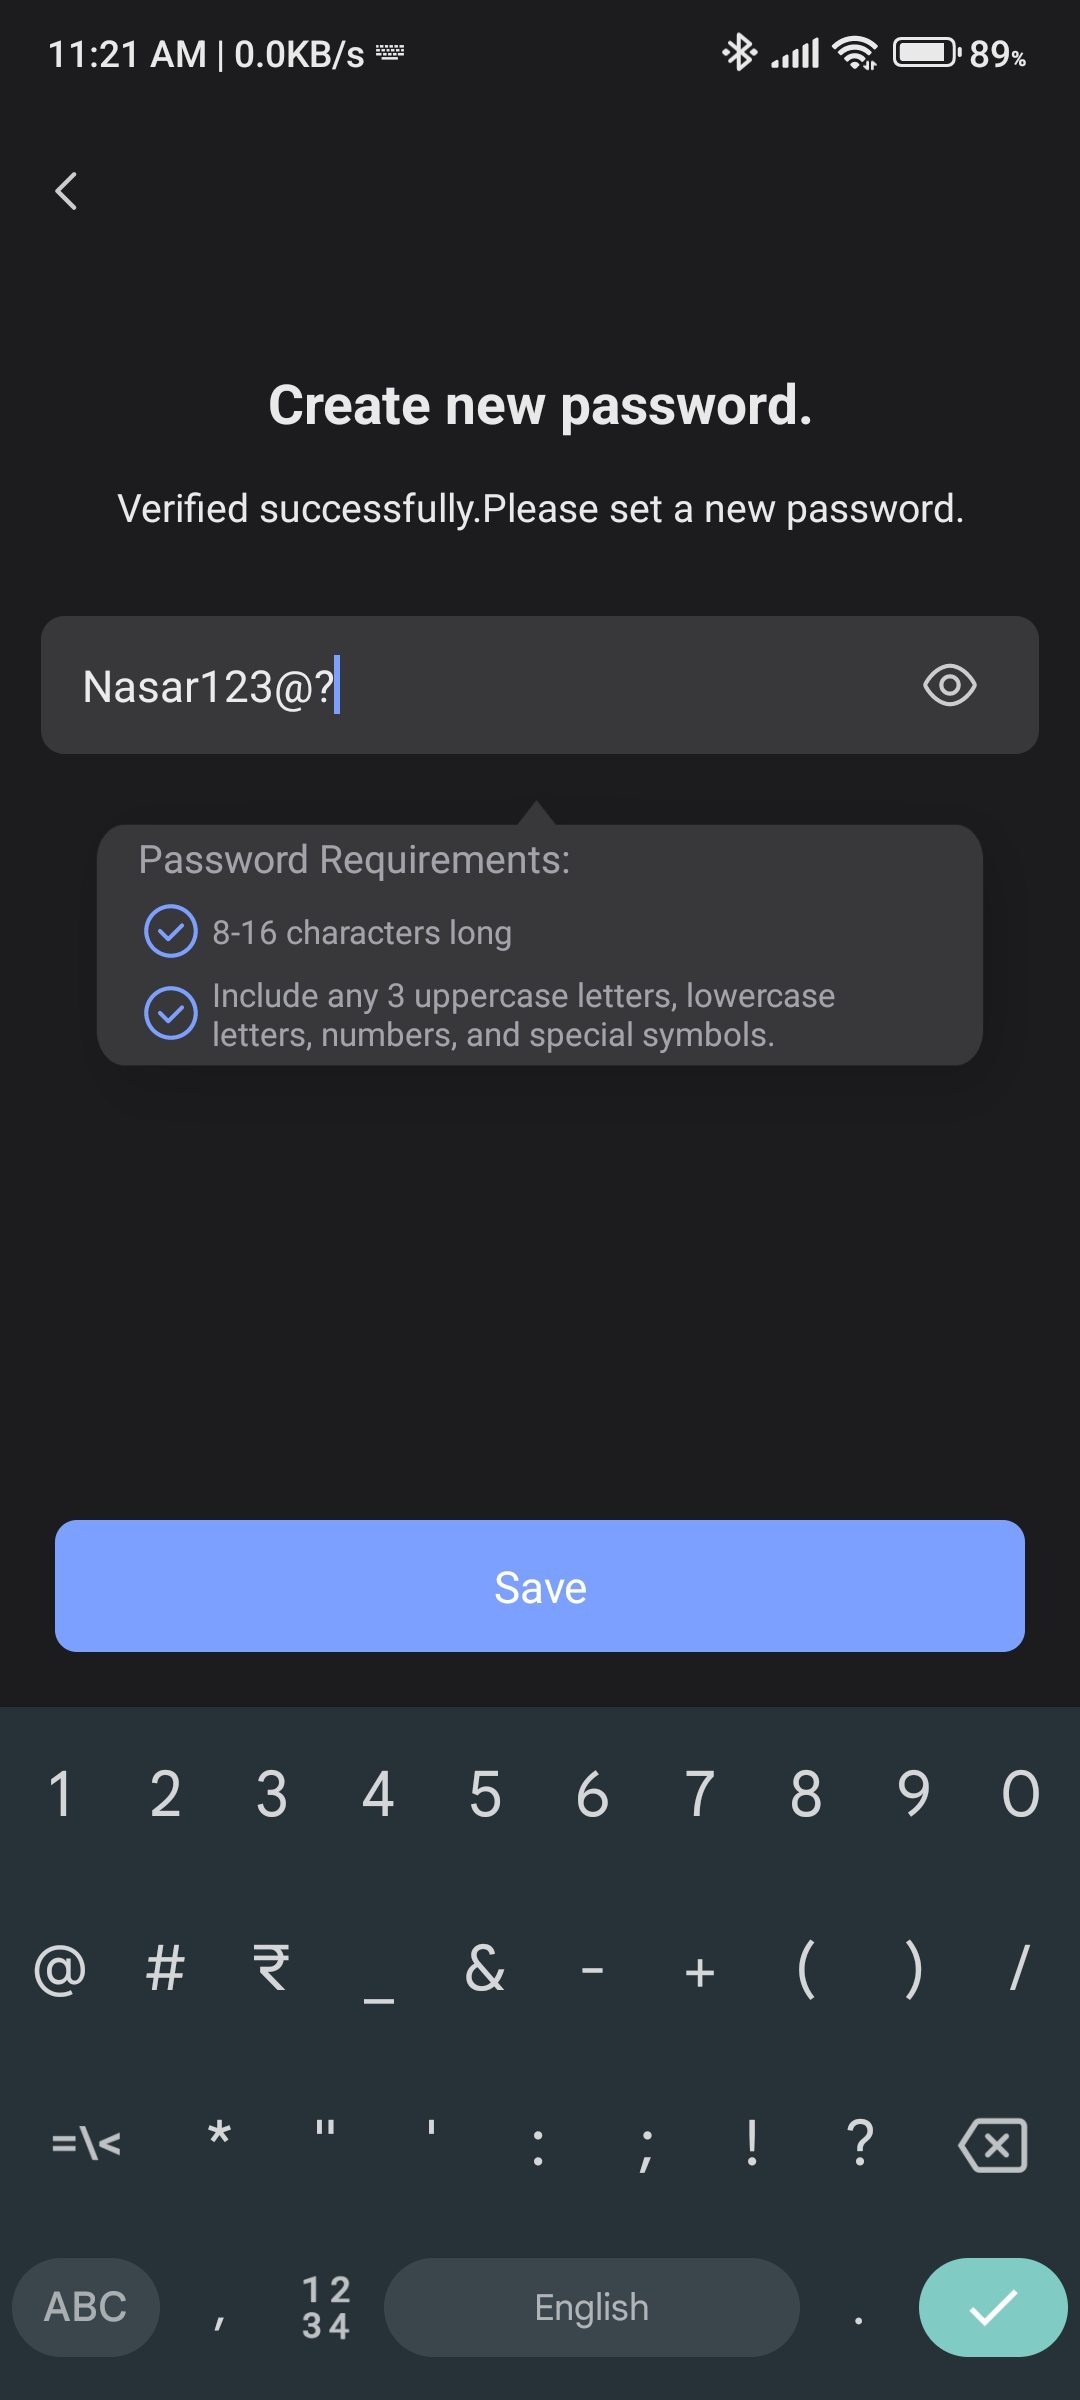 11:21 AM | 0.0KB/s
89%
Create new password.
Verified successfully.Please set a new password.
Nasar123@?
Password Requirements:
8-16 characters long
Include any 3 uppercase letters, lowercase
letters, numbers, and special symbols.
Save
1 2 3 4 5 6 7 8 9 0
@ # ₹ _ & - + ( ) /
=\< * " ' : ; ! ?
ABC , 12 34 English .